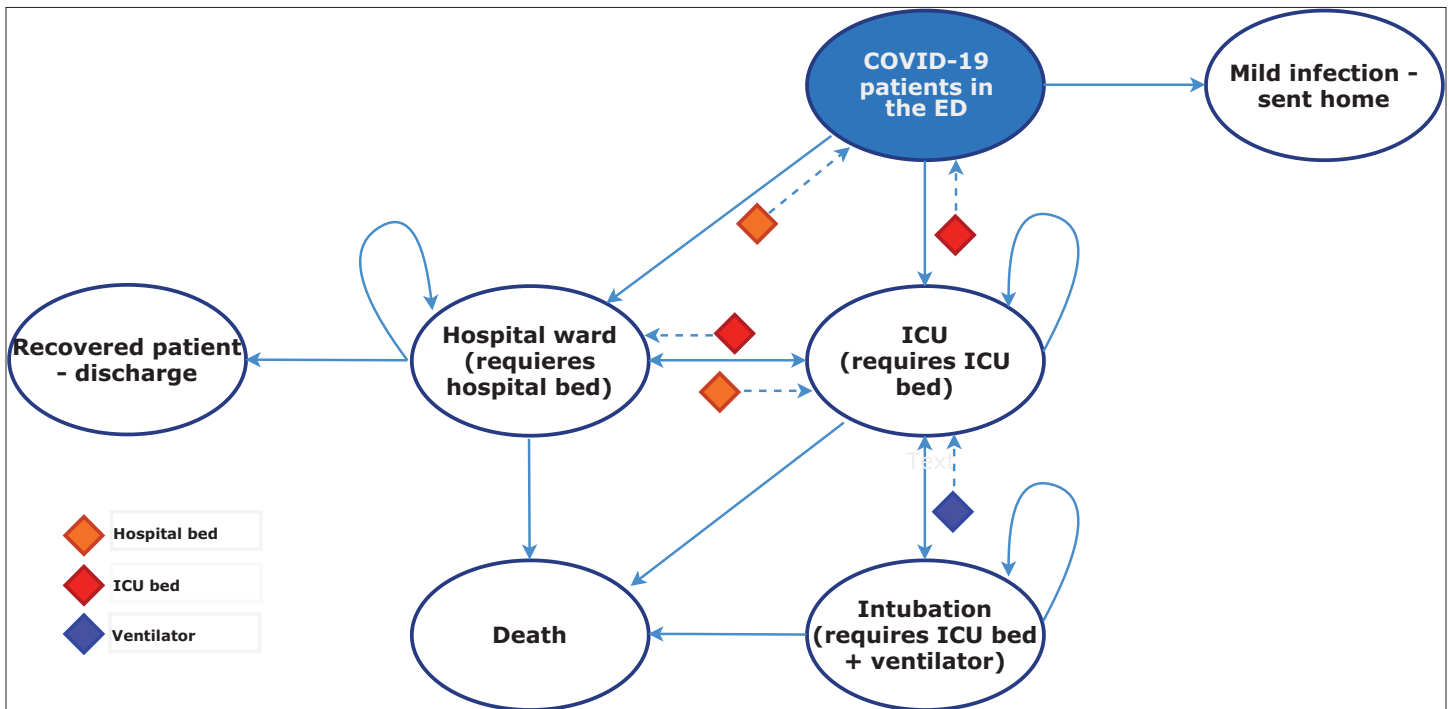 COVID-19
patients in
the ED
Mild infection -
sent home
Recovered patient
- discharge
Hospital ward
(requieres
hospital bed)
ICU
(requires ICU
bed)
Text
Hospital bed
ICU bed
Ventilator
Death
Intubation
(requires ICU bed
+ ventilator)